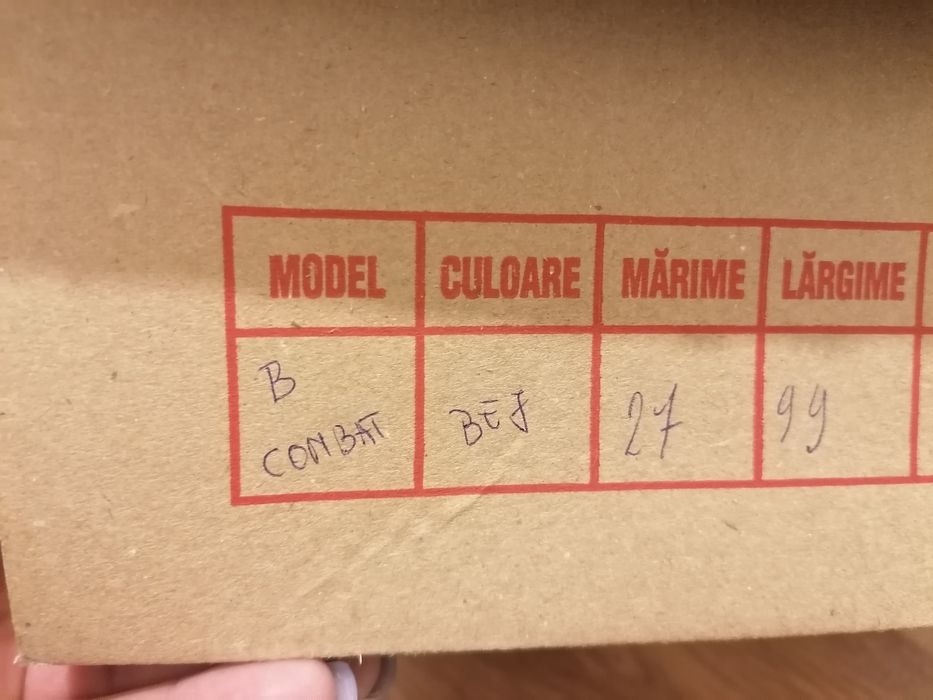 MODEL CULOARE MĂRIME LĂRGIME
B
COMBAT BEJ 27 99